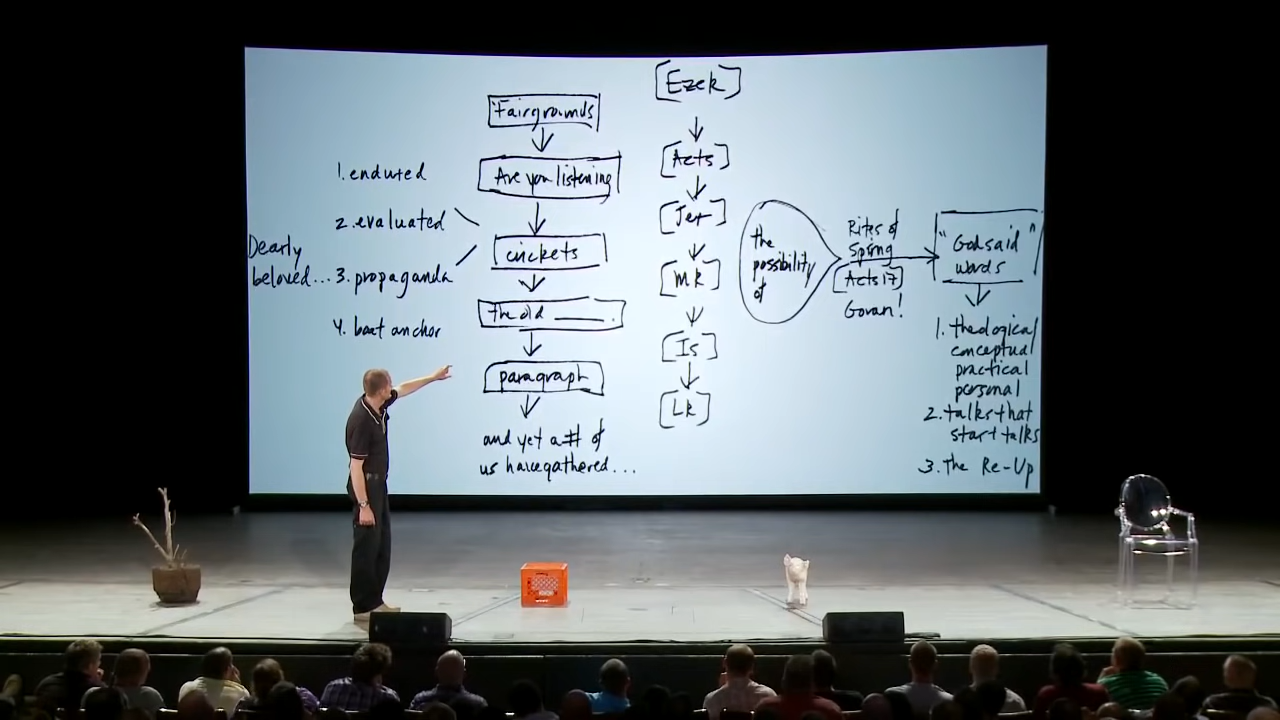 Dearly
beloved...
1. endured
2. evaluated
3. propaganda
4. boat anchor
Fairgrounds
Are you listening
crickets
the old ____.
paragraph
and yet a # of
us have gathered...
[Ezek]
[Acts]
[Jer]
[Mk]
[Is]
[Lk]
the
possibility
of
Rites of
Spring
[Acts 17]
Govan!
"God said"
words
1. theological
conceptual
practical
personal
2. talks that
start talks
3. the Re-Up